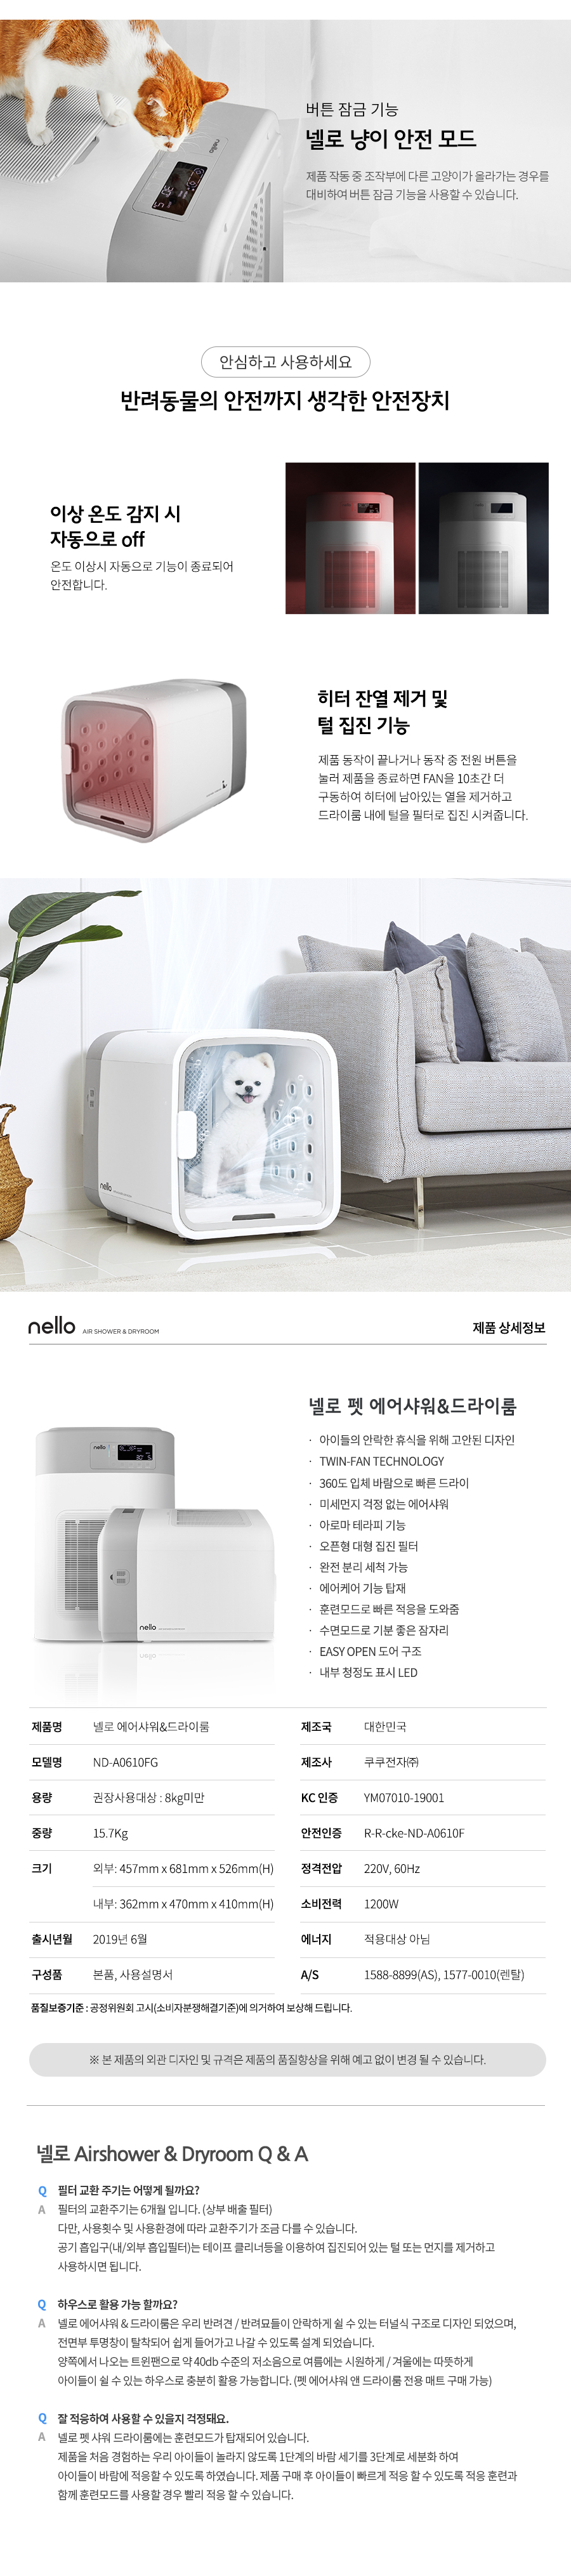 nello
버튼 잠금 기능
넬로 냥이 안전 모드
제품 작동 중 조작부에 다른 고양이가 올라가는 경우를
대비하여 버튼 잠금 기능을 사용할 수 있습니다.
안심하고 사용하세요
반려동물의 안전까지 생각한 안전장치
이상 온도 감지 시
자동으로 off
온도 이상시 자동으로 기능이 종료되어
안전합니다.
히터 잔열 제거 및
털 집진 기능
제품 동작이 끝나거나 동작 중 전원 버튼을
눌러 제품을 종료하면 FAN을 10초간 더
구동하여 히터에 남아있는 열을 제거하고
드라이룸 내에 털을 필터로 집진 시켜줍니다.
nello
nello AIR SHOWER & DRYROOM
제품 상세정보
넬로 펫 에어샤워&드라이룸
· 아이들의 안락한 휴식을 위해 고안된 디자인
· TWIN-FAN TECHNOLOGY
· 360도 입체 바람으로 빠른 드라이
· 미세먼지 걱정 없는 에어샤워
· 아로마 테라피 기능
· 오픈형 대형 집진 필터
· 완전 분리 세척 가능
· 에어케어 기능 탑재
· 훈련모드로 빠른 적응을 도와줌
· 수면모드로 기분 좋은 잠자리
· EASY OPEN 도어 구조
· 내부 청정도 표시 LED
nello
nello
제품명 넬로 에어샤워&드라이룸 제조국 대한민국
모델명 ND-A0610FG 제조사 쿠쿠전자㈜
용량 권장사용대상 : 8kg미만 KC 인증 YM07010-19001
중량 15.7Kg 안전인증 R-R-cke-ND-A0610F
크기 외부: 457mm x 681mm x 526mm(H) 정격전압 220V, 60Hz
내부: 362mm x 470mm x 410mm(H) 소비전력 1200W
출시년월 2019년 6월 에너지 적용대상 아님
구성품 본품, 사용설명서 A/S 1588-8899(AS), 1577-0010(렌탈)
품질보증기준 : 공정위원회 고시(소비자분쟁해결기준)에 의거하여 보상해 드립니다.
※ 본 제품의 외관 디자인 및 규격은 제품의 품질향상을 위해 예고 없이 변경 될 수 있습니다.
넬로 Airshower & Dryroom Q & A
Q 필터 교환 주기는 어떻게 될까요?
A 필터의 교환주기는 6개월 입니다. (상부 배출 필터)
다만, 사용횟수 및 사용환경에 따라 교환주기가 조금 다를 수 있습니다.
공기 흡입구(내/외부 흡입필터)는 테이프 클리너등을 이용하여 집진되어 있는 털 또는 먼지를 제거하고
사용하시면 됩니다.
Q 하우스로 활용 가능 할까요?
A 넬로 에어샤워 & 드라이룸은 우리 반려견 / 반려묘들이 안락하게 쉴 수 있는 터널식 구조로 디자인 되었으며,
전면부 투명창이 탈착되어 쉽게 들어가고 나갈 수 있도록 설계 되었습니다.
양쪽에서 나오는 트윈팬으로 약 40db 수준의 저소음으로 여름에는 시원하게 / 겨울에는 따뜻하게
아이들이 쉴 수 있는 하우스로 충분히 활용 가능합니다. (펫 에어샤워 앤 드라이룸 전용 매트 구매 가능)
Q 잘 적응하여 사용할 수 있을지 걱정돼요.
A 넬로 펫 샤워 드라이룸에는 훈련모드가 탑재되어 있습니다.
제품을 처음 경험하는 우리 아이들이 놀라지 않도록 1단계의 바람 세기를 3단계로 세분화 하여
아이들이 바람에 적응할 수 있도록 하였습니다. 제품 구매 후 아이들이 빠르게 적응 할 수 있도록 적응 훈련과
함께 훈련모드를 사용할 경우 빨리 적응 할 수 있습니다.